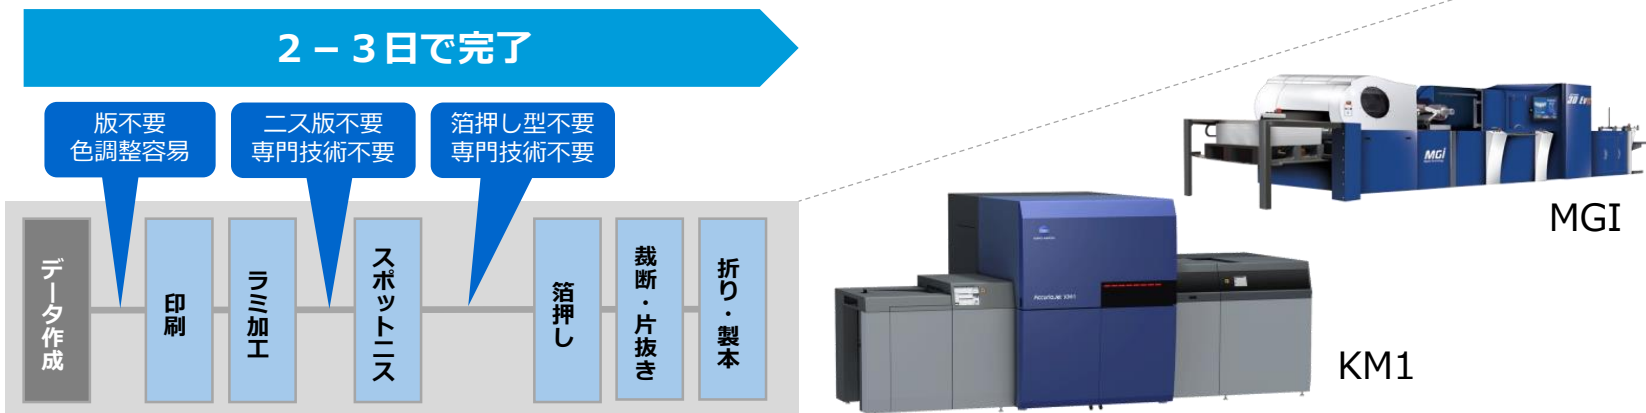 ２－３日で完了
版不要
色調整容易
ニス版不要
専門技術不要
箔押し型不要
専門技術不要
データ作成
印刷
ラミ加工
スポットニス
箔押し
裁断・片抜き
折り・製本
MGI
MGI
KM1
AccurioJet KM1